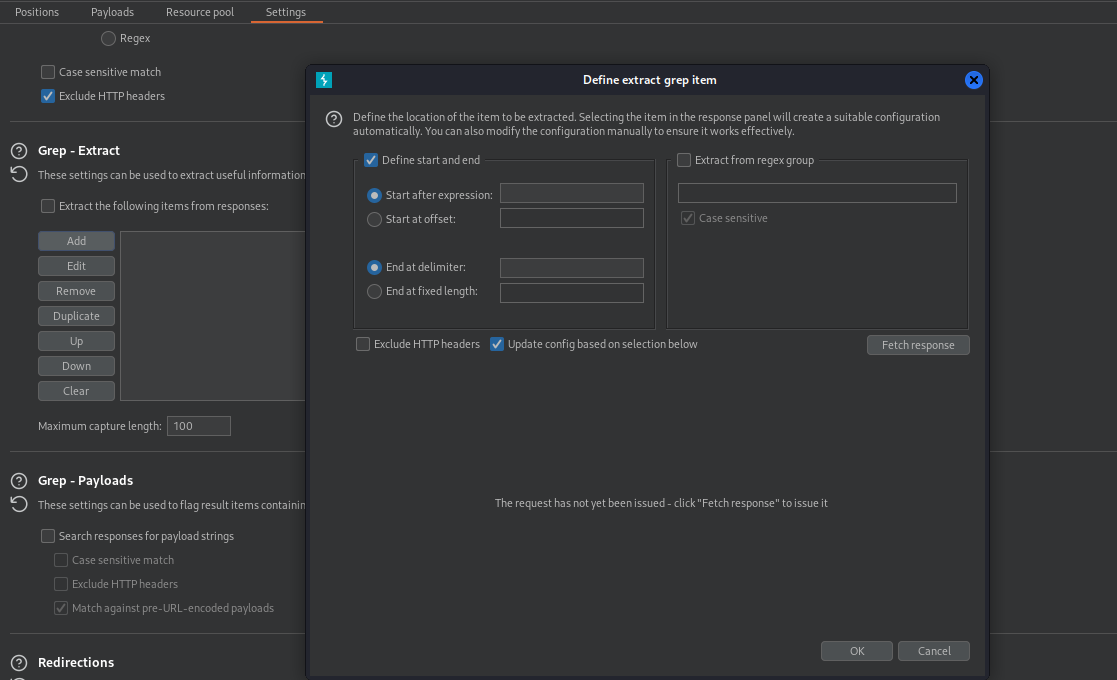 Positions Payloads Resource pool Settings
Regex
Case sensitive match
Exclude HTTP headers
Grep - Extract
These settings can be used to extract useful information
Extract the following items from responses:
Add
Edit
Remove
Duplicate
Up
Down
Clear
Maximum capture length: 100
Grep - Payloads
These settings can be used to flag result items containin
Search responses for payload strings
Case sensitive match
Exclude HTTP headers
Match against pre-URL-encoded payloads
Redirections
Define extract grep item
Define the location of the item to be extracted. Selecting the item in the response panel will create a suitable configuration
automatically. You can also modify the configuration manually to ensure it works effectively.
Define start and end
Start after expression:
Start at offset:
End at delimiter:
End at fixed length:
Extract from regex group
Case sensitive
Exclude HTTP headers Update config based on selection below Fetch response
The request has not yet been issued - click "Fetch response" to issue it
OK Cancel